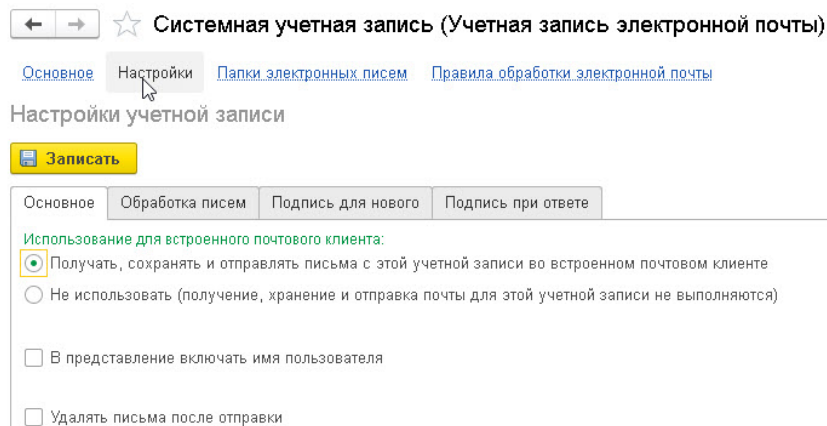 Системная учетная запись (Учетная запись электронной почты)
Основное Настройки Папки электронных писем Правила обработки электронной почты
Настройки учетной записи
Записать
Основное Обработка писем Подпись для нового Подпись при ответе
Использование для встроенного почтового клиента:
Получать, сохранять и отправлять письма с этой учетной записи во встроенном почтовом клиенте
Не использовать (получение, хранение и отправка почты для этой учетной записи не выполняются)
В представление включать имя пользователя
Удалять письма после отправки